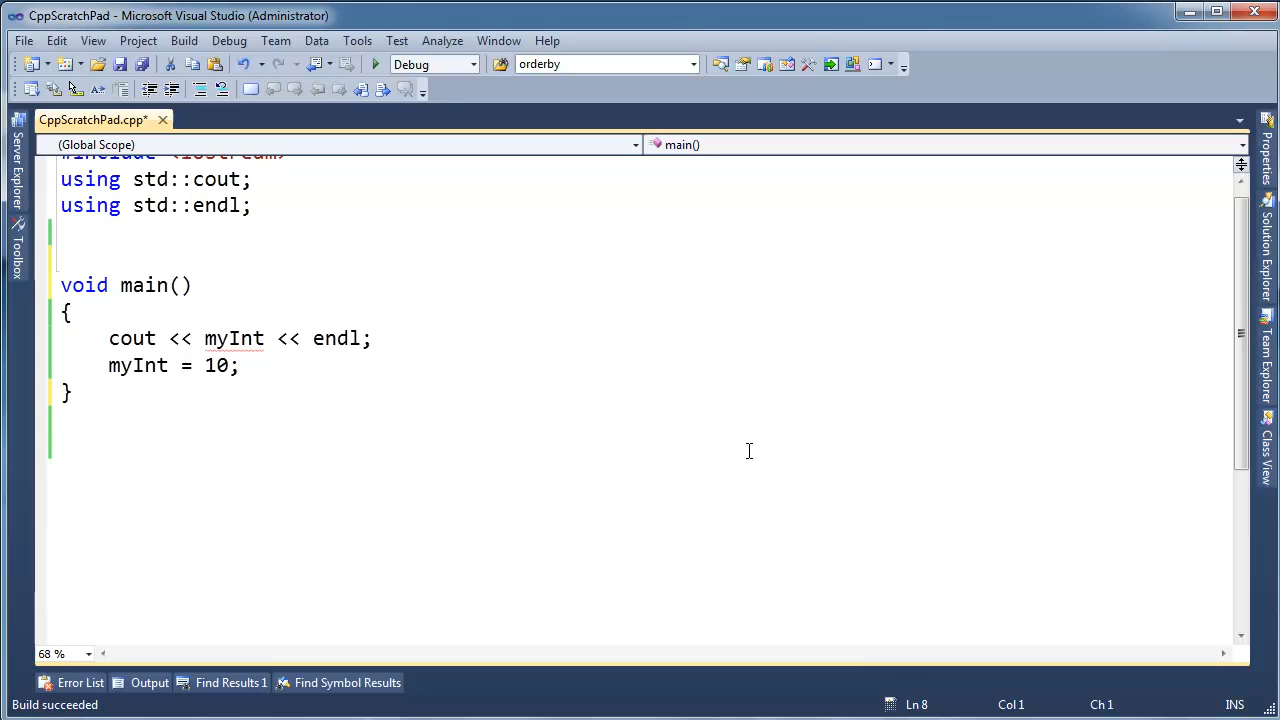 CppScratchPad - Microsoft Visual Studio (Administrator)
File Edit View Project Build Debug Team Data Tools Test Analyze Window Help
Debug orderby
CppScratchPad.cpp*
(Global Scope) main()
#include <iostream>
using std::cout;
using std::endl;
void main()
{
cout << myInt << endl;
myInt = 10;
}
Server Explorer
Toolbox
Properties
Solution Explorer
Team Explorer
Class View
68 %
Error List Output Find Results 1 Find Symbol Results
Build succeeded Ln 8 Col 1 Ch 1 INS